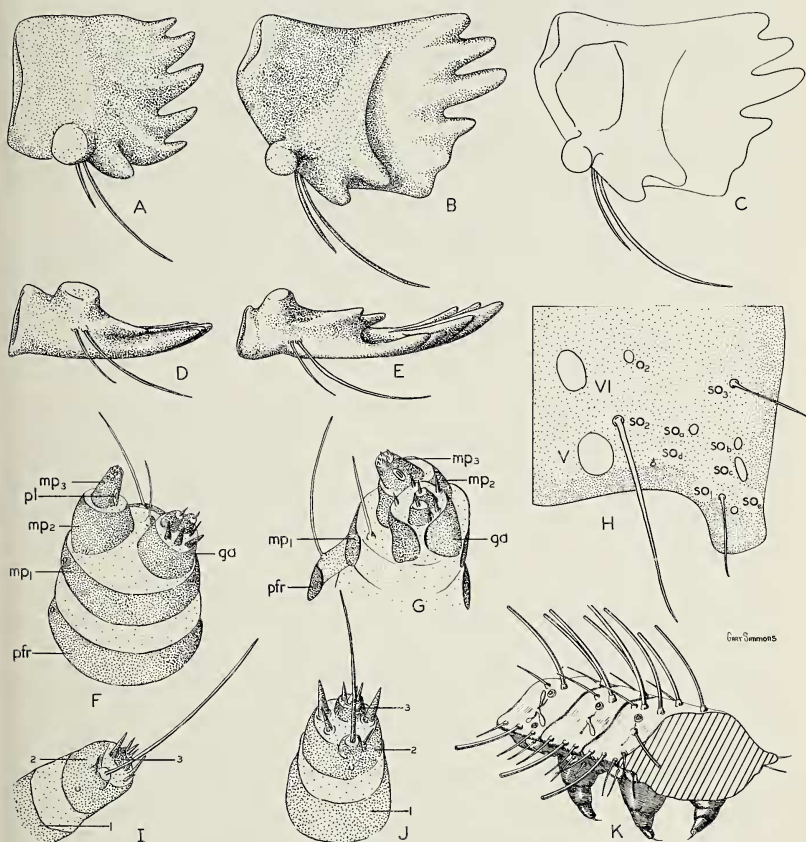 A
B
C
D
E
VI
O2
SO3
SO2
SOa
V
SOd
SOb
SOc
SO1
SOe
H
mp3
pl
mp2
mp1
pfr
ga
F
mp3
mp2
mp1
ga
pfr
G
GARY SIMMONS
2
3
1
I
3
2
1
J
K